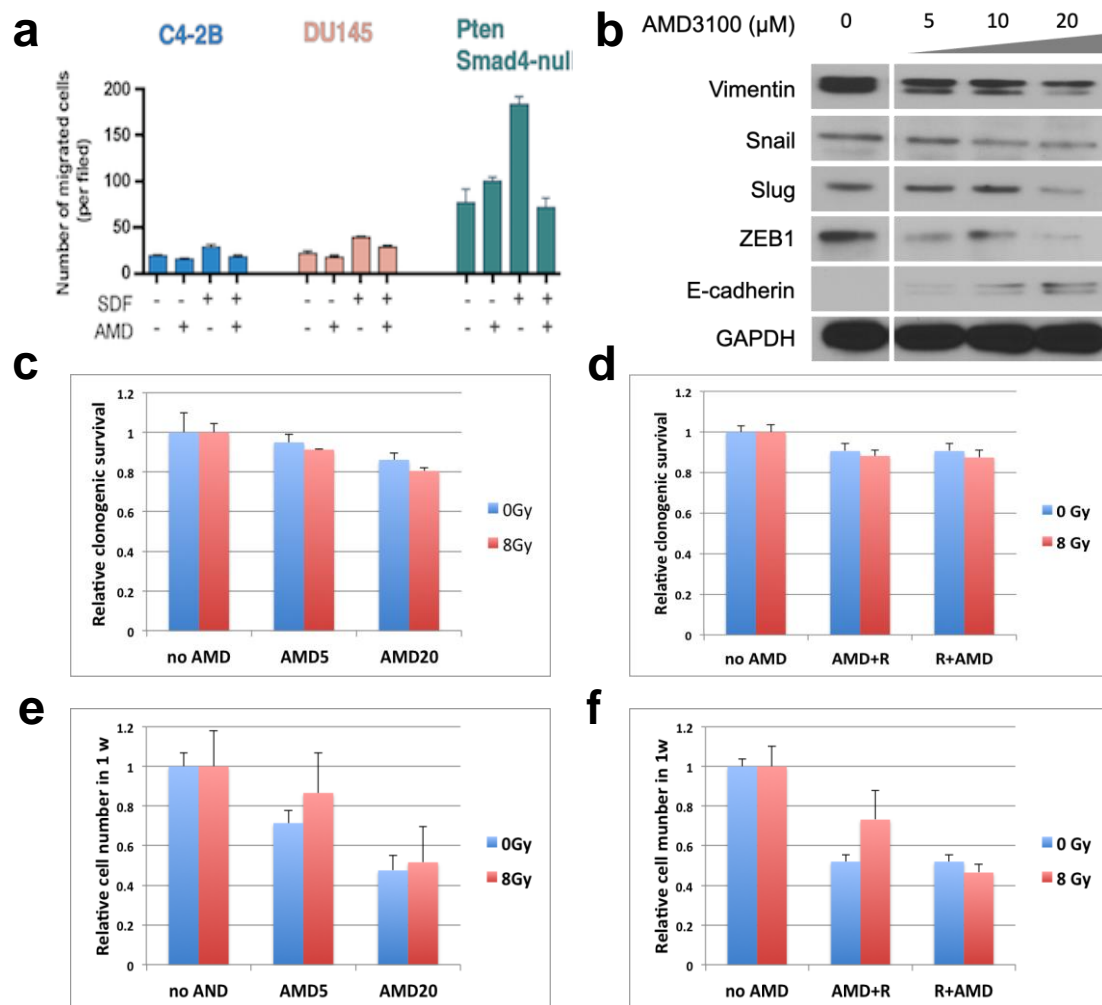 a
C4-2B
DU145
Pten
Smad4-null
Number of migrated cells
(per filed)
200
150
100
50
0
SDF - - + + - - + + - - + +
AMD - + - + - + - + - + - +
b
AMD3100 (µM) 0 5 10 20
Vimentin
Snail
Slug
ZEB1
E-cadherin
GAPDH
c
Relative clonogenic survival
1.2
1
0.8
0.6
0.4
0.2
0
no AMD AMD5 AMD20
0Gy
8Gy
d
Relative clonogenic survival
1.2
1
0.8
0.6
0.4
0.2
0
no AMD AMD+R R+AMD
0 Gy
8 Gy
e
Relative cell number in 1 w
1.2
1
0.8
0.6
0.4
0.2
0
no AND AMD5 AMD20
0Gy
8Gy
f
Relative cell munber in 1w
1.2
1
0.8
0.6
0.4
0.2
0
no AMD AMD+R R+AMD
0 Gy
8 Gy